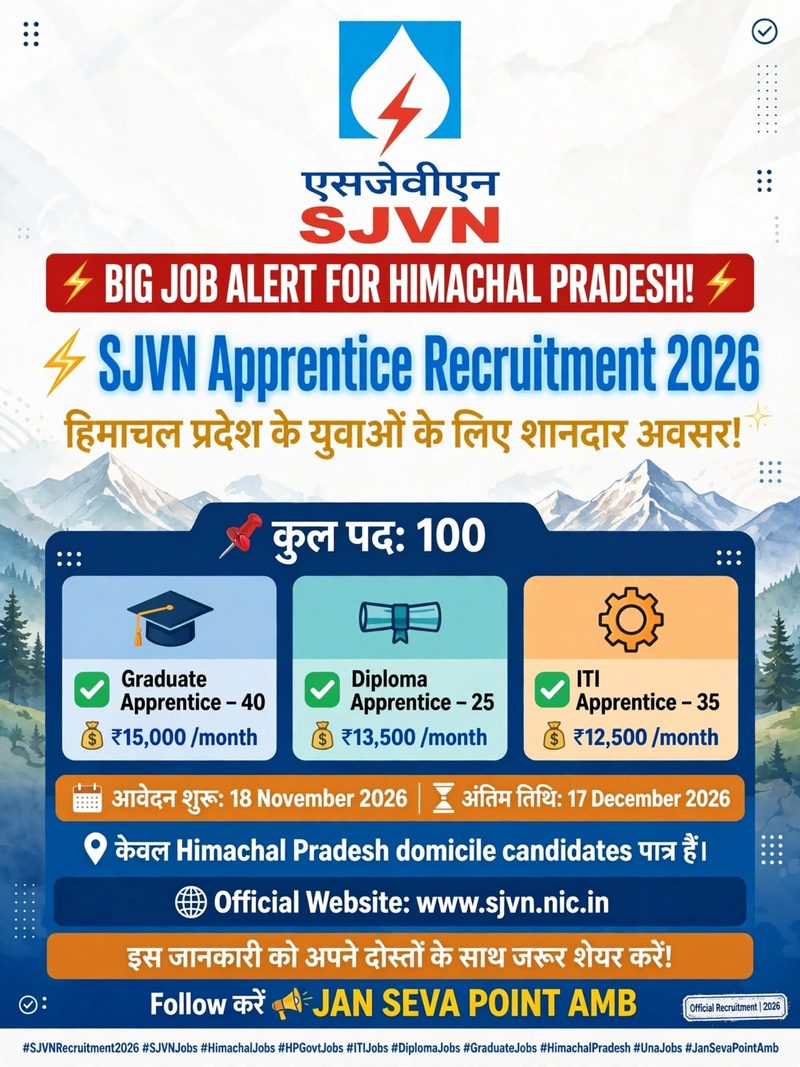 एसजेवीएन
SJVN
BIG JOB ALERT FOR HIMACHAL PRADESH!
SJVN Apprentice Recruitment 2026
हिमाचल प्रदेश के युवाओं के लिए शानदार अवसर!
कुल पद: 100
Graduate
Apprentice – 40
₹15,000 /month
Diploma
Apprentice – 25
₹13,500 /month
ITI
Apprentice – 35
₹12,500 /month
आवेदन शुरू: 18 November 2026 | अंतिम तिथि: 17 December 2026
केवल Himachal Pradesh domicile candidates पात्र हैं।
Official Website: www.sjvn.nic.in
इस जानकारी को अपने दोस्तों के साथ जरूर शेयर करें!
Follow करें JAN SEVA POINT AMB
Official Recruitment | 2026
#SJVNRecruitment2026 #SJVNJobs #HimachalJobs #HPGovtJobs #ITIJobs #DiplomaJobs #GraduateJobs #HimachalPradesh #UnaJobs #JanSevaPointAmb